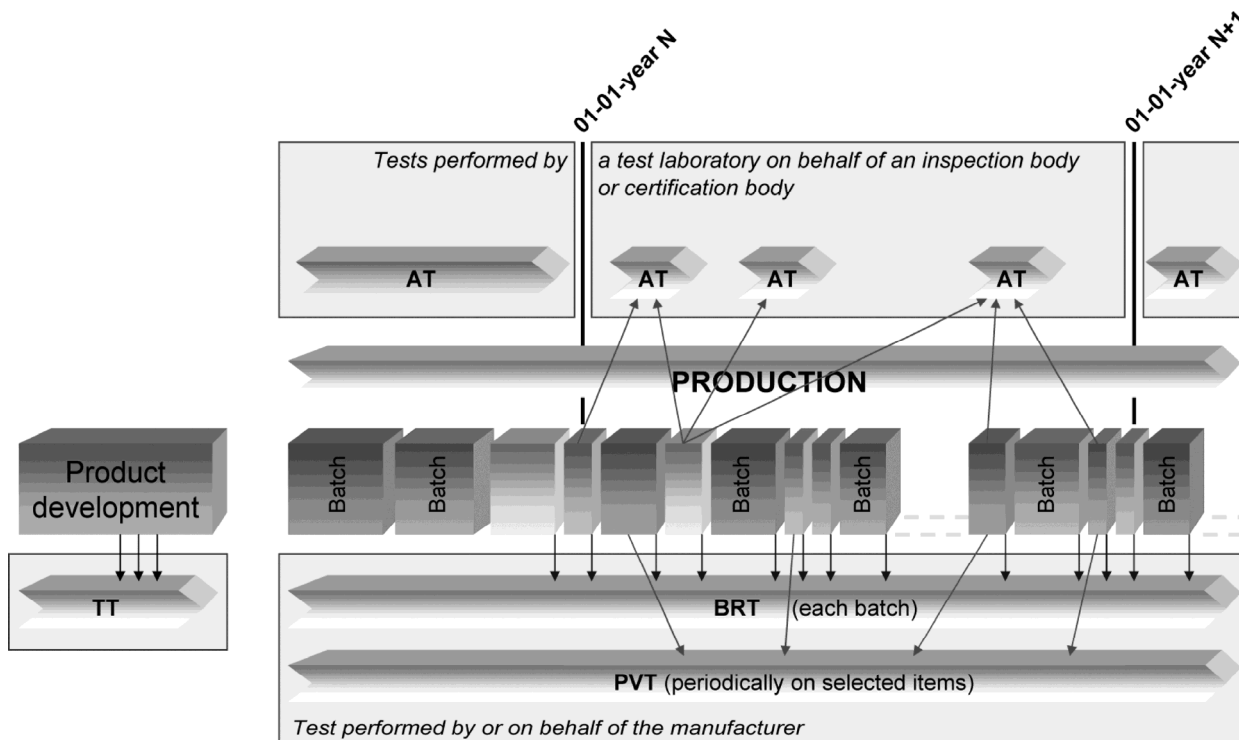 01-01-year N
01-01-year N+1
Tests performed by
a test laboratory on behalf of an inspection body
or certification body
AT
AT
AT
AT
AT
PRODUCTION
Product
development
Batch
Batch
Batch
Batch
Batch
Batch
TT
BRT (each batch)
PVT (periodically on selected items)
Test performed by or on behalf of the manufacturer